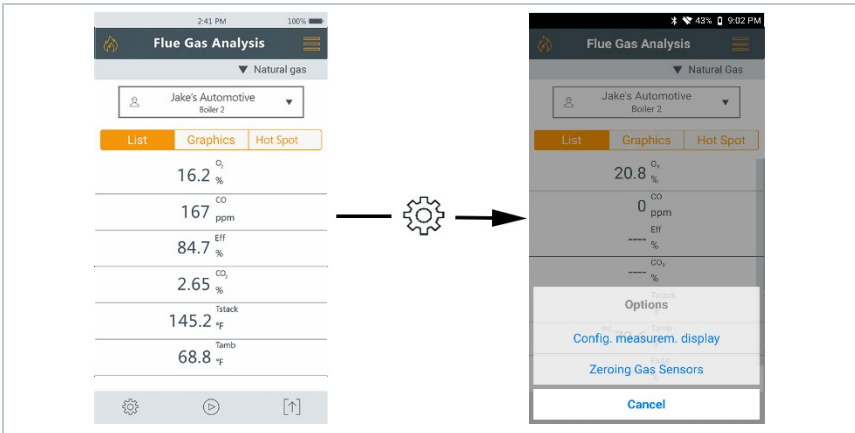 2:41 PM 100%
Flue Gas Analysis
▼ Natural gas
Jake's Automotive ▼
Boiler 2
List Graphics Hot Spot
16.2 O₂ %
167 CO ppm
84.7 Eff %
2.65 CO₂ %
145.2 Tstack °F
68.8 Tamb °F
43% 9:02 PM
Flue Gas Analysis
▼ Natural Gas
Jake's Automotive ▼
Boiler 2
List Graphics Hot Spot
20.8 O₂ %
0 CO ppm
---- Eff %
---- CO₂ %
Tstack
Options
Tamb
Config. measurem. display
Zeroing Gas Sensors
Cancel